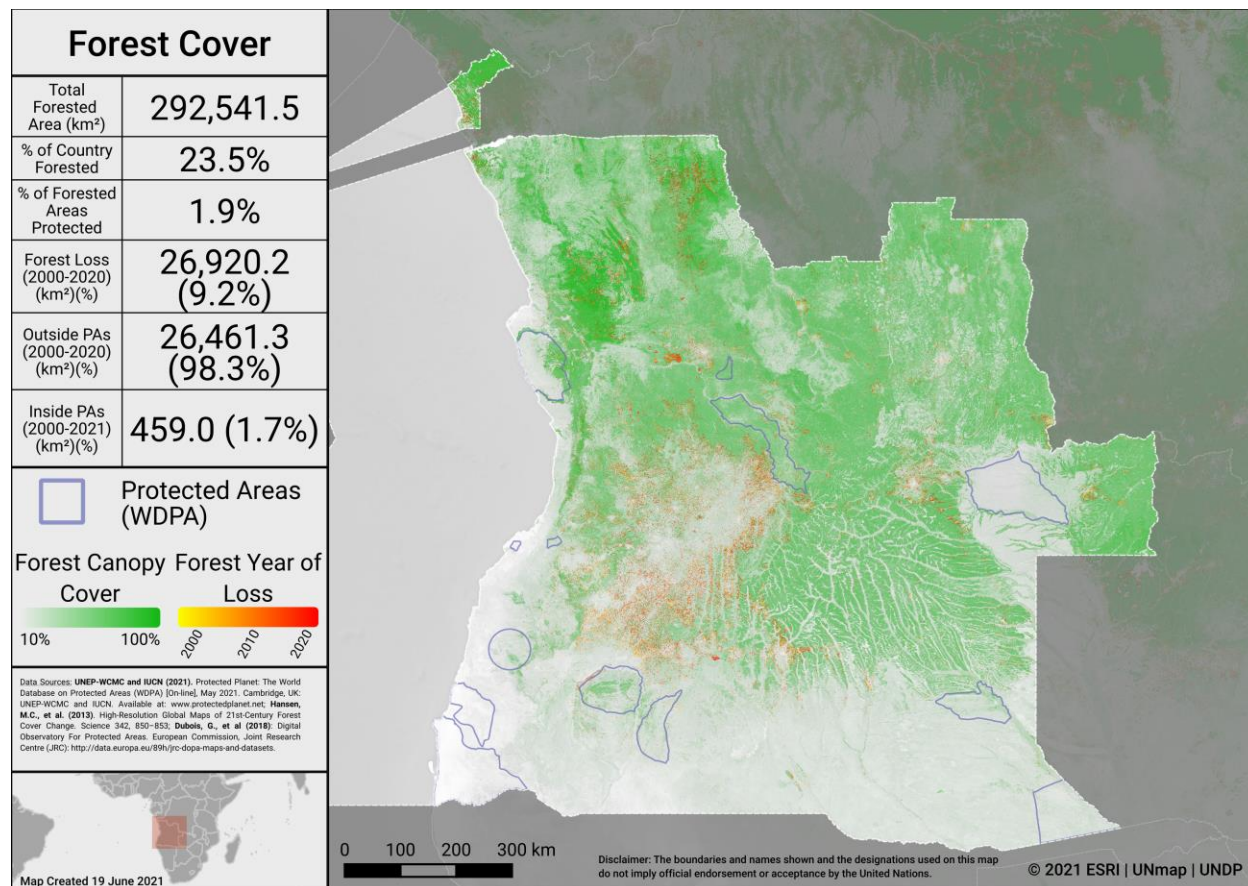 Forest Cover
Total
Forested
Area (km²)
292,541.5
% of Country
Forested
23.5%
% of Forested
Areas
Protected
1.9%
Forest Loss
(2000-2020)
(km²)(%)
26,920.2
(9.2%)
Outside PAs
(2000-2020)
(km²)(%)
26,461.3
(98.3%)
Inside PAs
(2000-2021)
(km²)(%)
459.0 (1.7%)
Protected Areas
(WDPA)
Forest Canopy
Cover
10%
100%
Forest Year of
Loss
2000
2010
2020
Data Sources: UNEP-WCMC and IUCN (2021). Protected Planet: The World
Database on Protected Areas (WDPA) [On-line], May 2021. Cambridge, UK:
UNEP-WCMC and IUCN. Available at: www.protectedplanet.net; Hansen,
M.C., et al. (2013). High-Resolution Global Maps of 21st-Century Forest
Cover Change. Science 342, 850–853; Dubois, G., et al (2018): Digital
Observatory For Protected Areas. European Commission, Joint Research
Centre (JRC): http://data.europa.eu/89h/jrc-dopa-maps-and-datasets.
Map Created 19 June 2021
0 100 200 300 km
Disclaimer: The boundaries and names shown and the designations used on this map
do not imply official endorsement or acceptance by the United Nations.
© 2021 ESRI | UNmap | UNDP